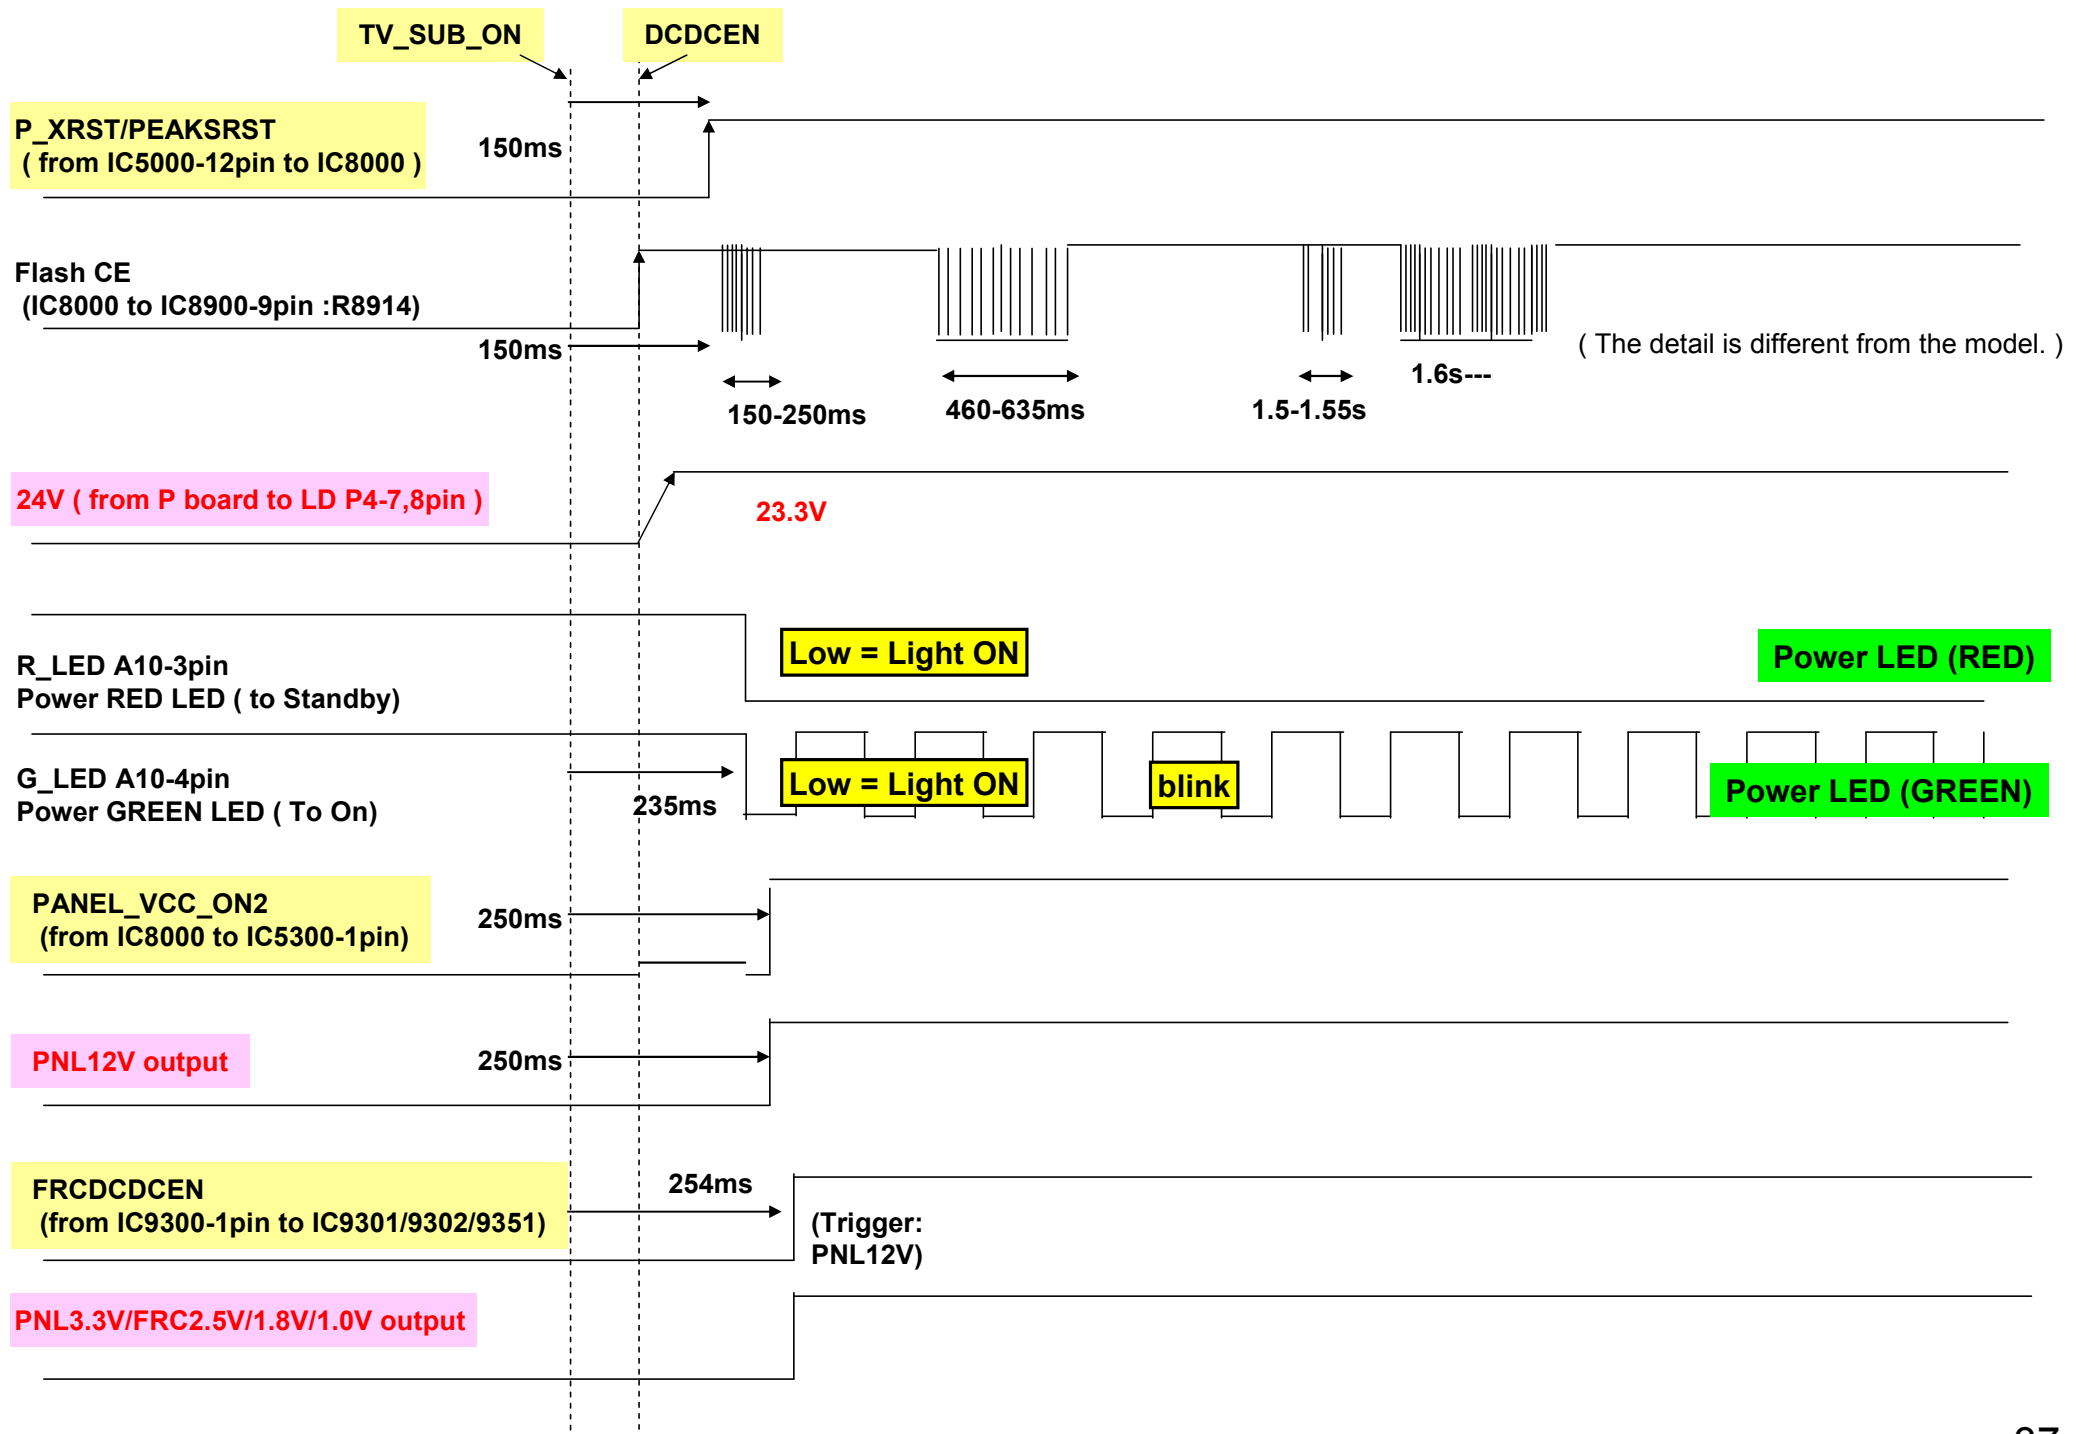 TV_SUB_ON
DCDCEN
P_XRST/PEAKSRST
( from IC5000-12pin to IC8000 )
150ms
Flash CE
(IC8000 to IC8900-9pin :R8914)
150ms
( The detail is different from the model. )
150-250ms
460-635ms
1.5-1.55s
1.6s---
24V ( from P board to LD P4-7,8pin )
23.3V
R_LED A10-3pin
Power RED LED ( to Standby)
Low = Light ON
Power LED (RED)
G_LED A10-4pin
Power GREEN LED ( To On)
235ms
Low = Light ON
blink
Power LED (GREEN)
PANEL_VCC_ON2
(from IC8000 to IC5300-1pin)
250ms
PNL12V output
250ms
FRCDCDCEN
(from IC9300-1pin to IC9301/9302/9351)
254ms
(Trigger:
PNL12V)
PNL3.3V/FRC2.5V/1.8V/1.0V output